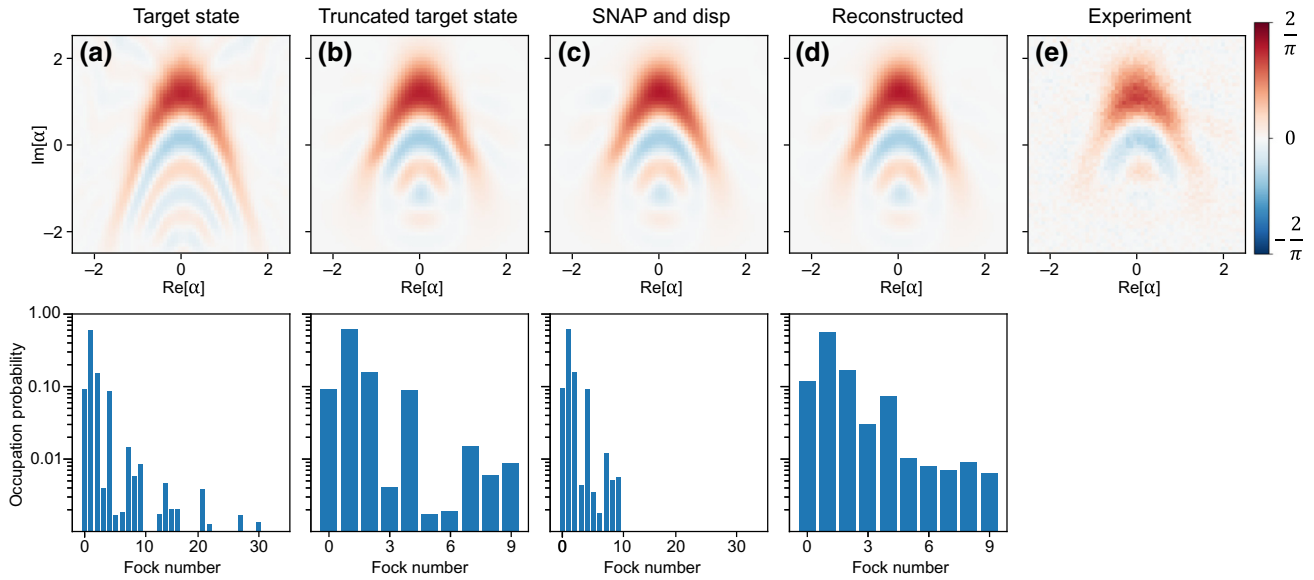 Target state
Truncated target state
SNAP and disp
Reconstructed
Experiment
(a)
(b)
(c)
(d)
(e)
Im[α]
2
0
−2
−2 0 2
−2 0 2
−2 0 2
−2 0 2
−2 0 2
Re[α]
Re[α]
Re[α]
Re[α]
Re[α]
2
π
0
−
2
π
Occupation probability
1.00
0.10
0.01
0 10 20 30
0 3 6 9
0 10 20 30
0 3 6 9
Fock number
Fock number
Fock number
Fock number